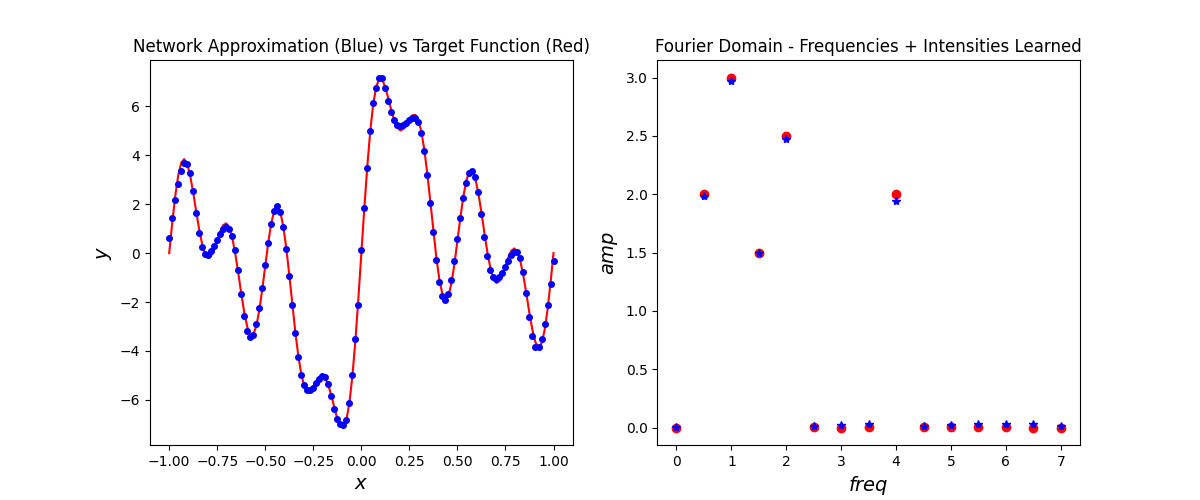 Network Approximation (Blue) vs Target Function (Red)
6
4
2
0
−2
−4
−6
y
−1.00 −0.75 −0.50 −0.25 0.00 0.25 0.50 0.75 1.00
x
Fourier Domain - Frequencies + Intensities Learned
3.0
2.5
2.0
1.5
1.0
0.5
0.0
amp
0 1 2 3 4 5 6 7
freq